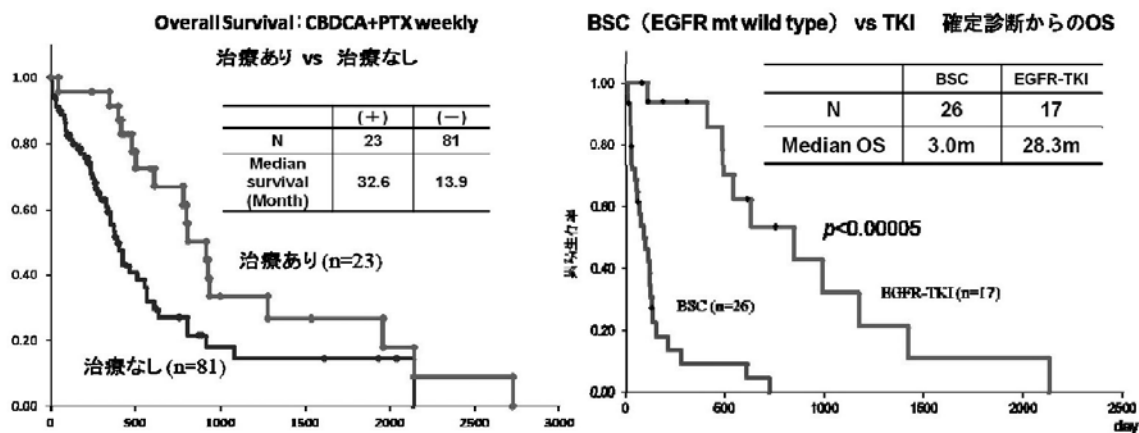 Overall Survival: CBDCA+PTX weekly
治療あり vs 治療なし
(+) (−)
N 23 81
Median survival (Month) 32.6 13.9
1.00
0.80
0.60
0.40
0.20
0.00
治療あり(n=23)
治療なし(n=81)
0 500 1000 1500 2000 2500 3000
BSC (EGFR mt wild type) vs TKI 確定診断からのOS
BSC EGFR-TKI
N 26 17
Median OS 3.0m 28.3m
1.00
0.80
0.60
0.40
0.20
0.00
p<0.00005
EGFR-TKI (n=17)
BSC (n=26)
0 500 1000 1500 2000 2500
day